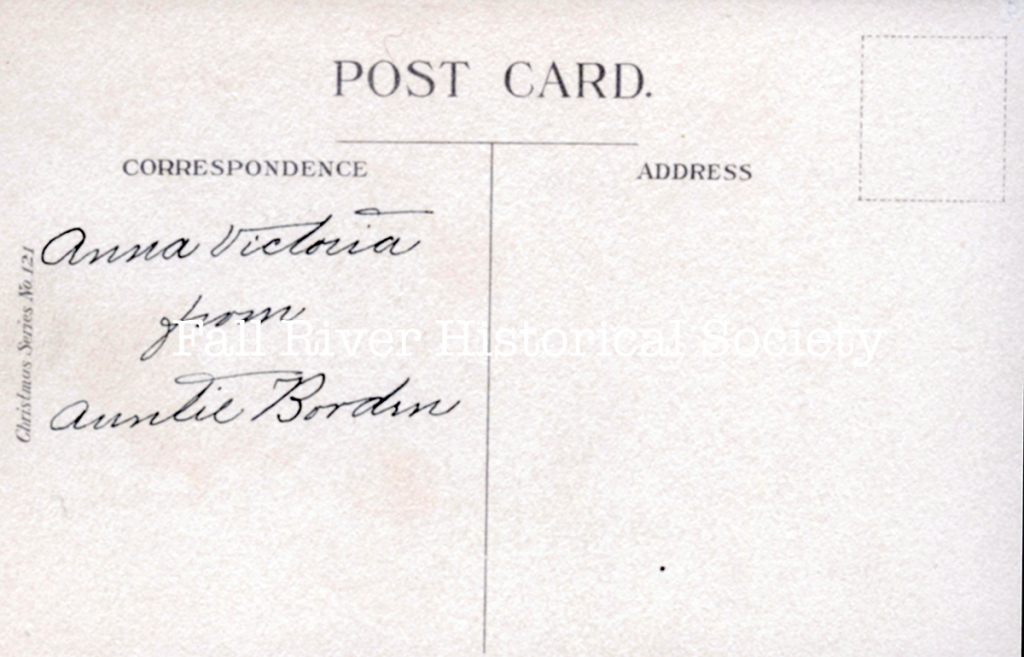 POST CARD.
CORRESPONDENCE
ADDRESS
Anna Victoria
from
Auntie Borden
Christmas Series No. 121
Fall River Historical Society